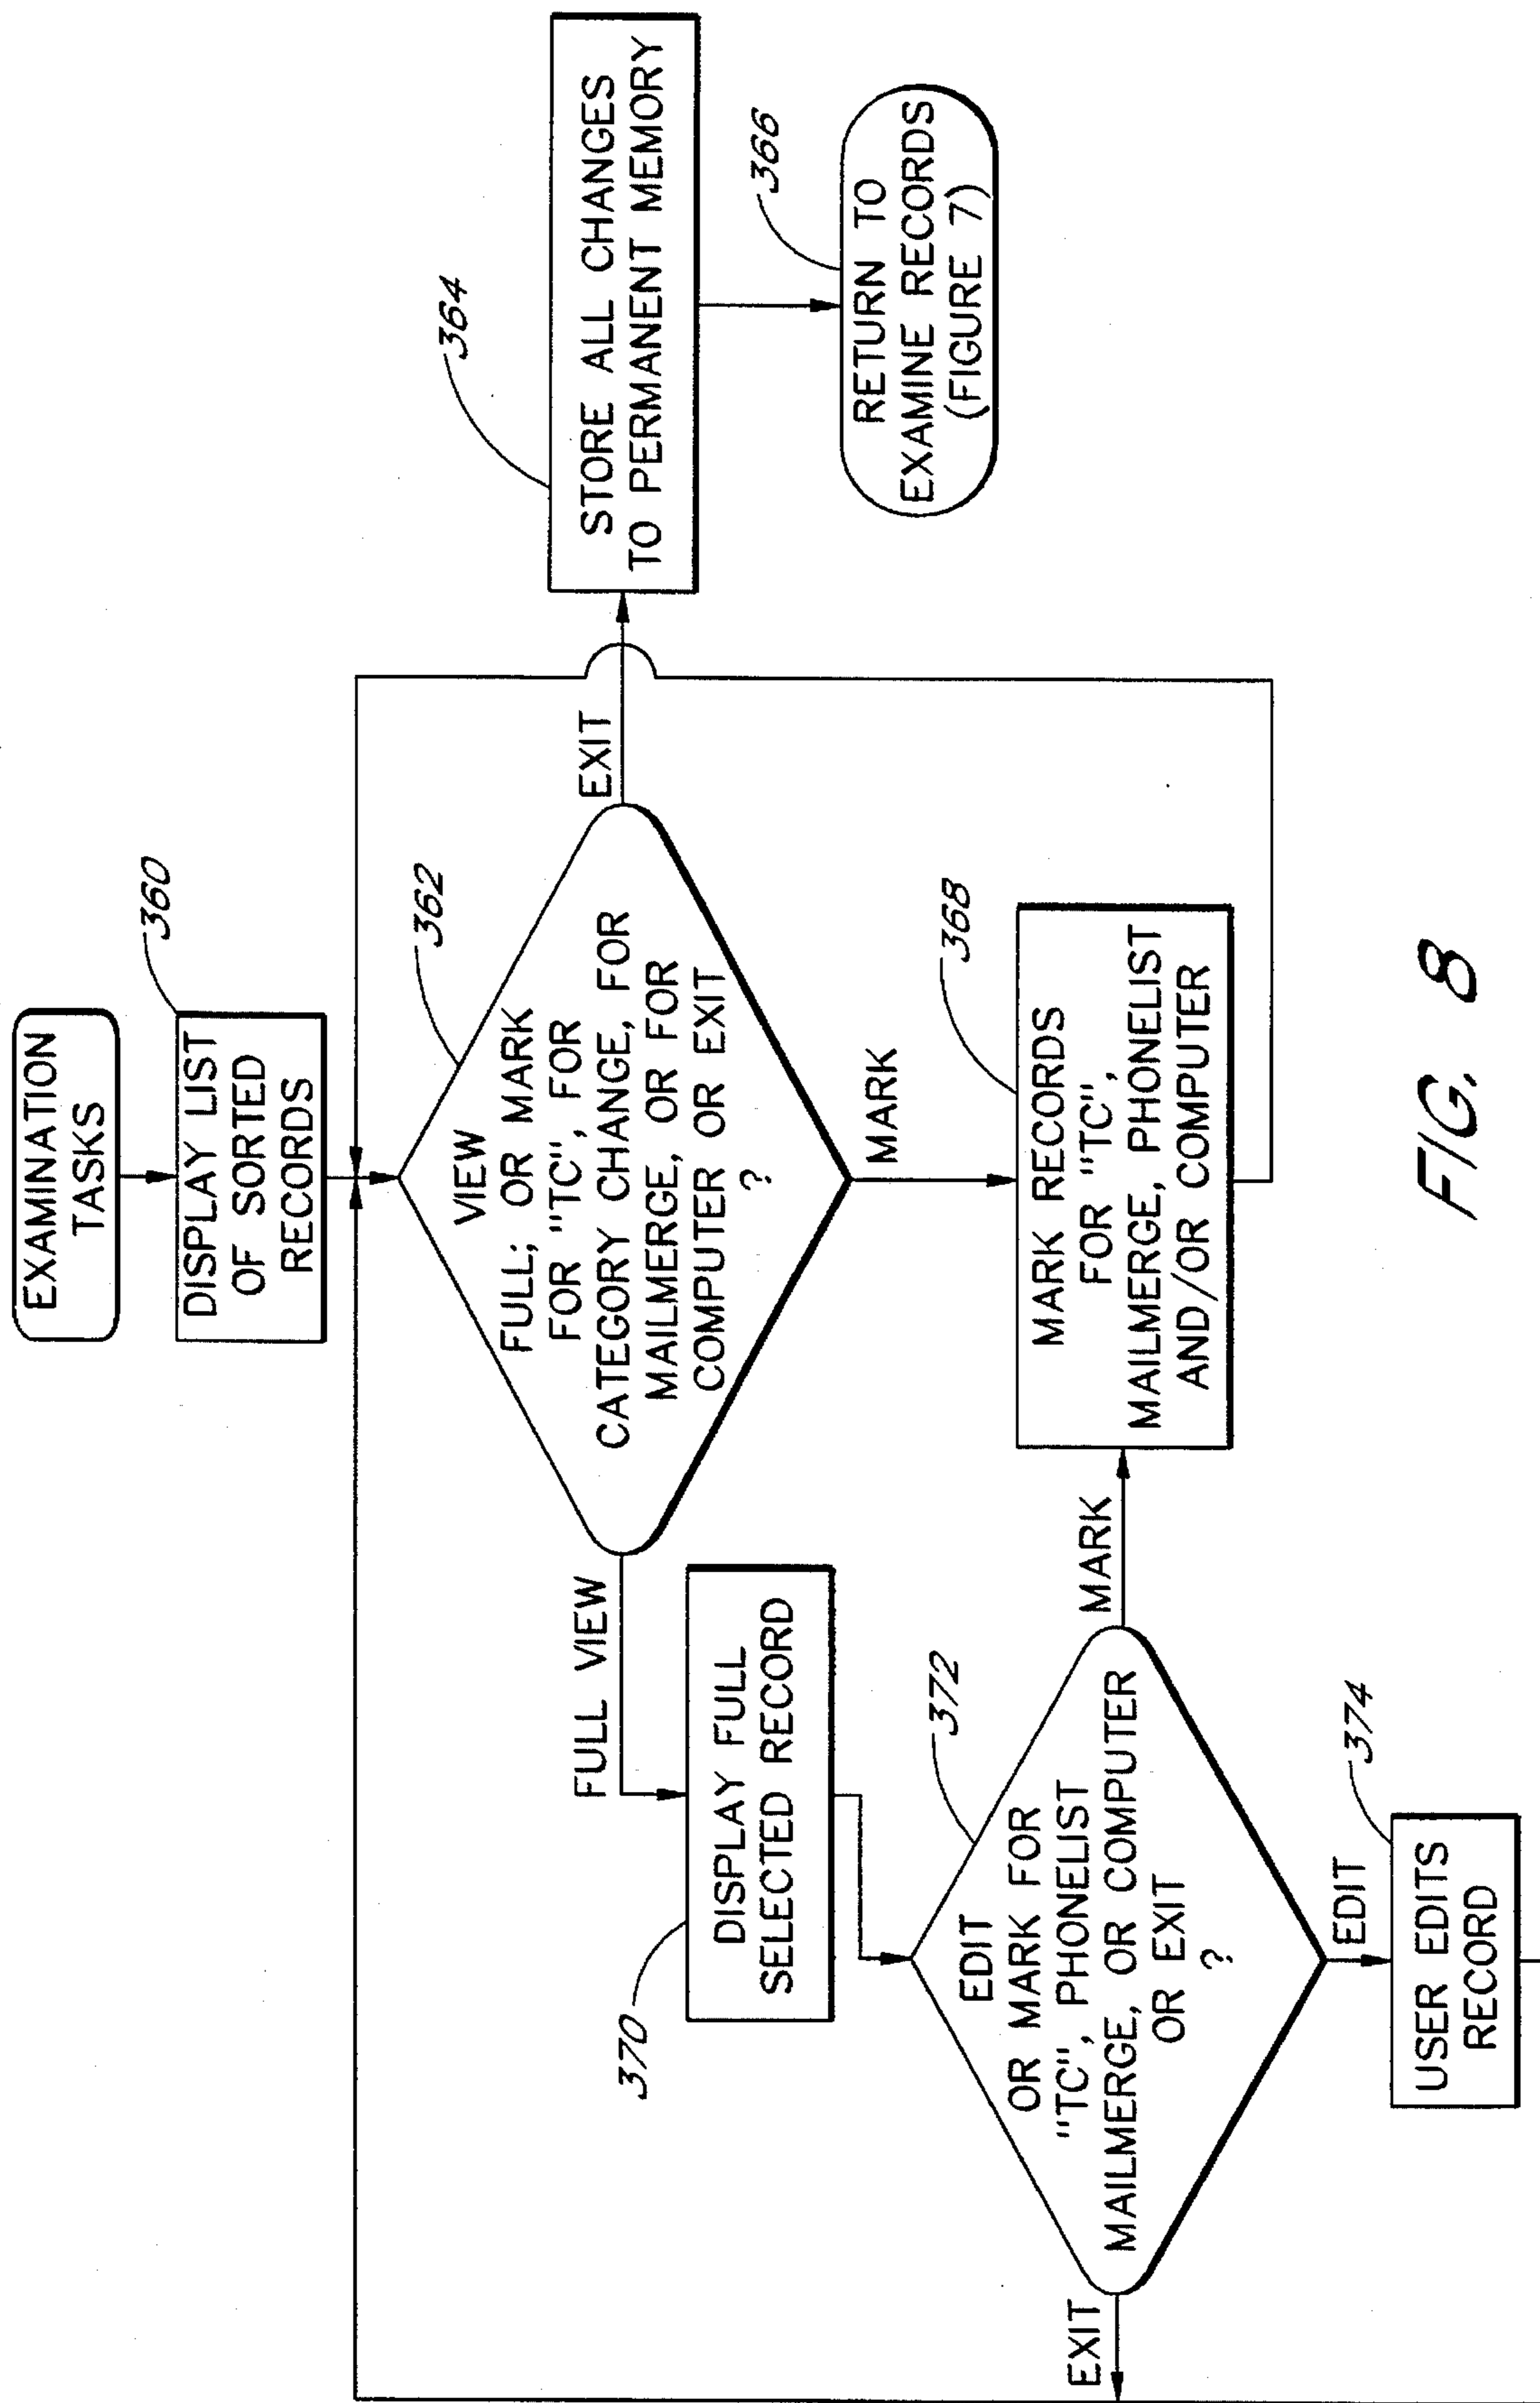 EXAMINATION
TASKS
360
DISPLAY LIST
OF SORTED
RECORDS
362
VIEW
FULL; OR MARK
FOR "TC", FOR
CATEGORY CHANGE, FOR
MAILMERGE, OR FOR
COMPUTER OR EXIT
?
EXIT
364
STORE ALL CHANGES
TO PERMANENT MEMORY
366
RETURN TO
EXAMINE RECORDS
(FIGURE 7)
MARK
368
MARK RECORDS
FOR "TC",
MAILMERGE, PHONELIST
AND/OR COMPUTER
FULL VIEW
370
DISPLAY FULL
SELECTED RECORD
372
EDIT
OR MARK FOR
"TC", PHONELIST
MAILMERGE, OR COMPUTER
OR EXIT
?
MARK
EXIT
EDIT
374
USER EDITS
RECORD
FIG. 8